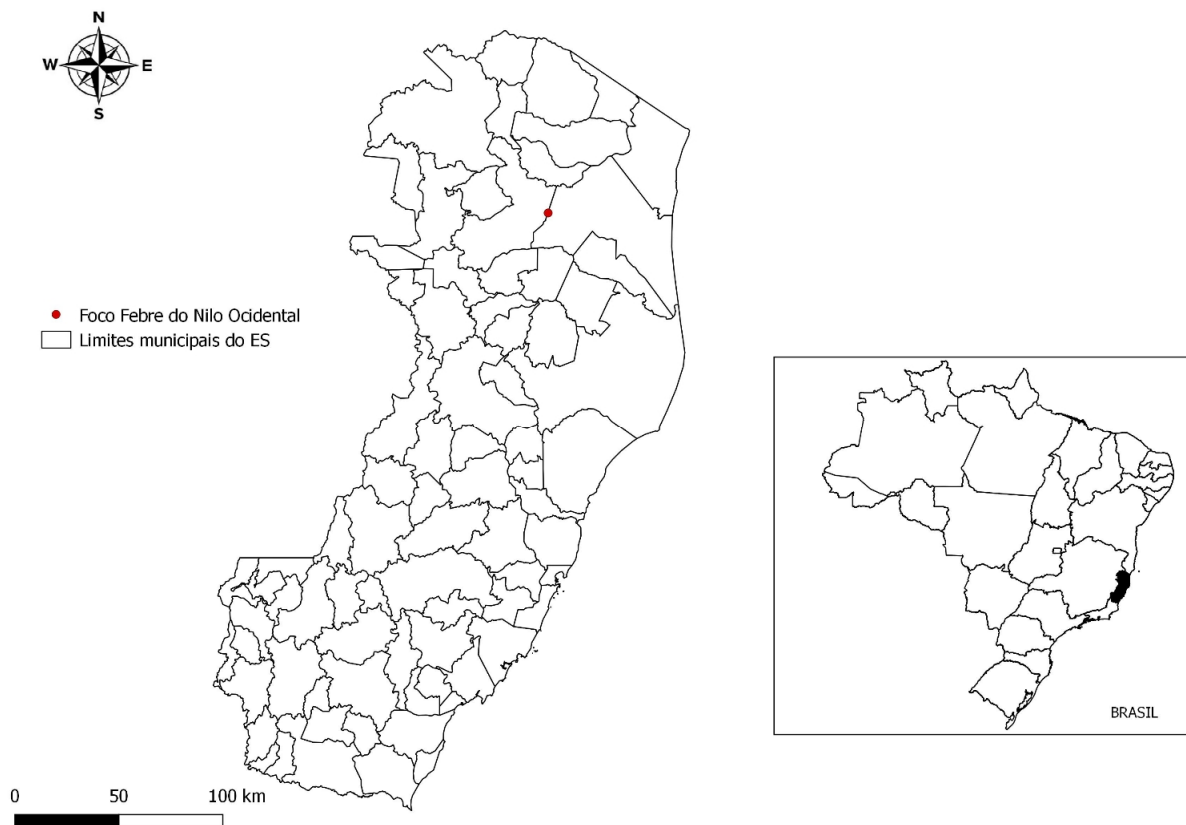 N
W E
S
Foco Febre do Nilo Ocidental
Limites municipais do ES
BRASIL
0 50 100 km